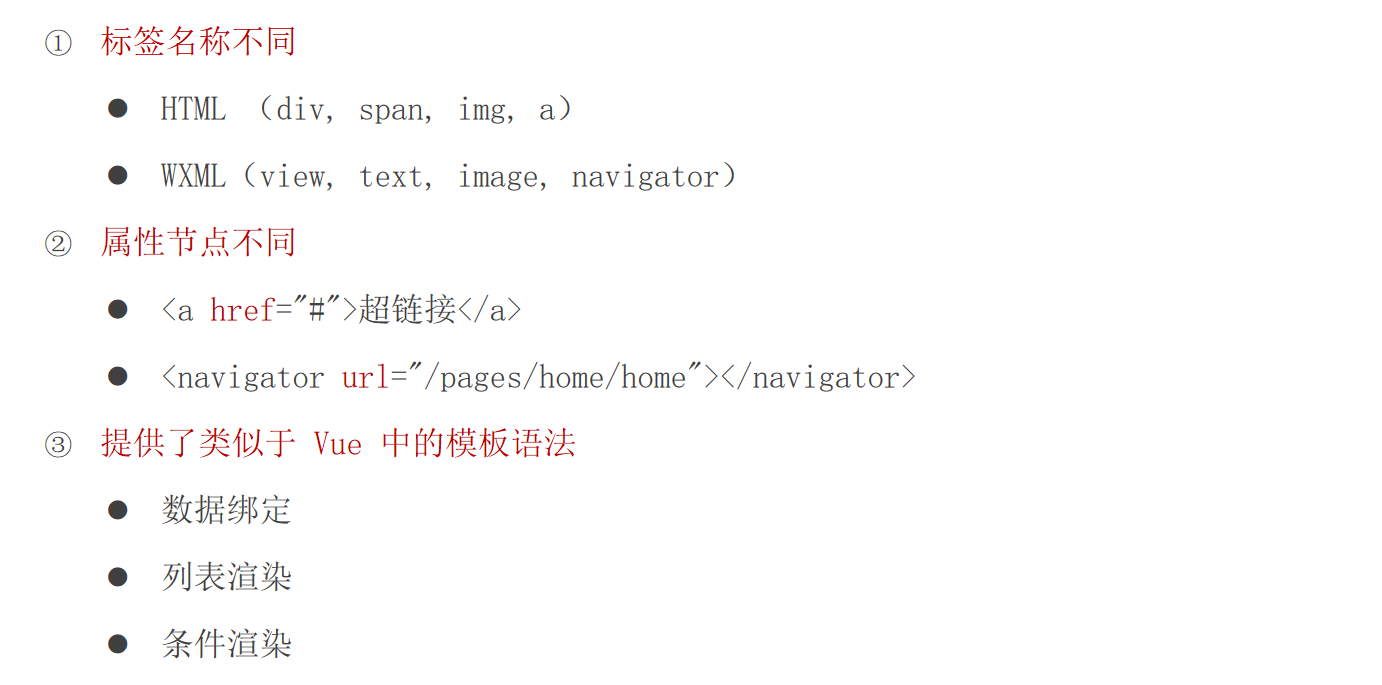 ① 标签名称不同
● HTML （div, span, img, a）
● WXML（view, text, image, navigator）
② 属性节点不同
● <a href="#">超链接</a>
● <navigator url="/pages/home/home"></navigator>
③ 提供了类似于 Vue 中的模板语法
● 数据绑定
● 列表渲染
● 条件渲染